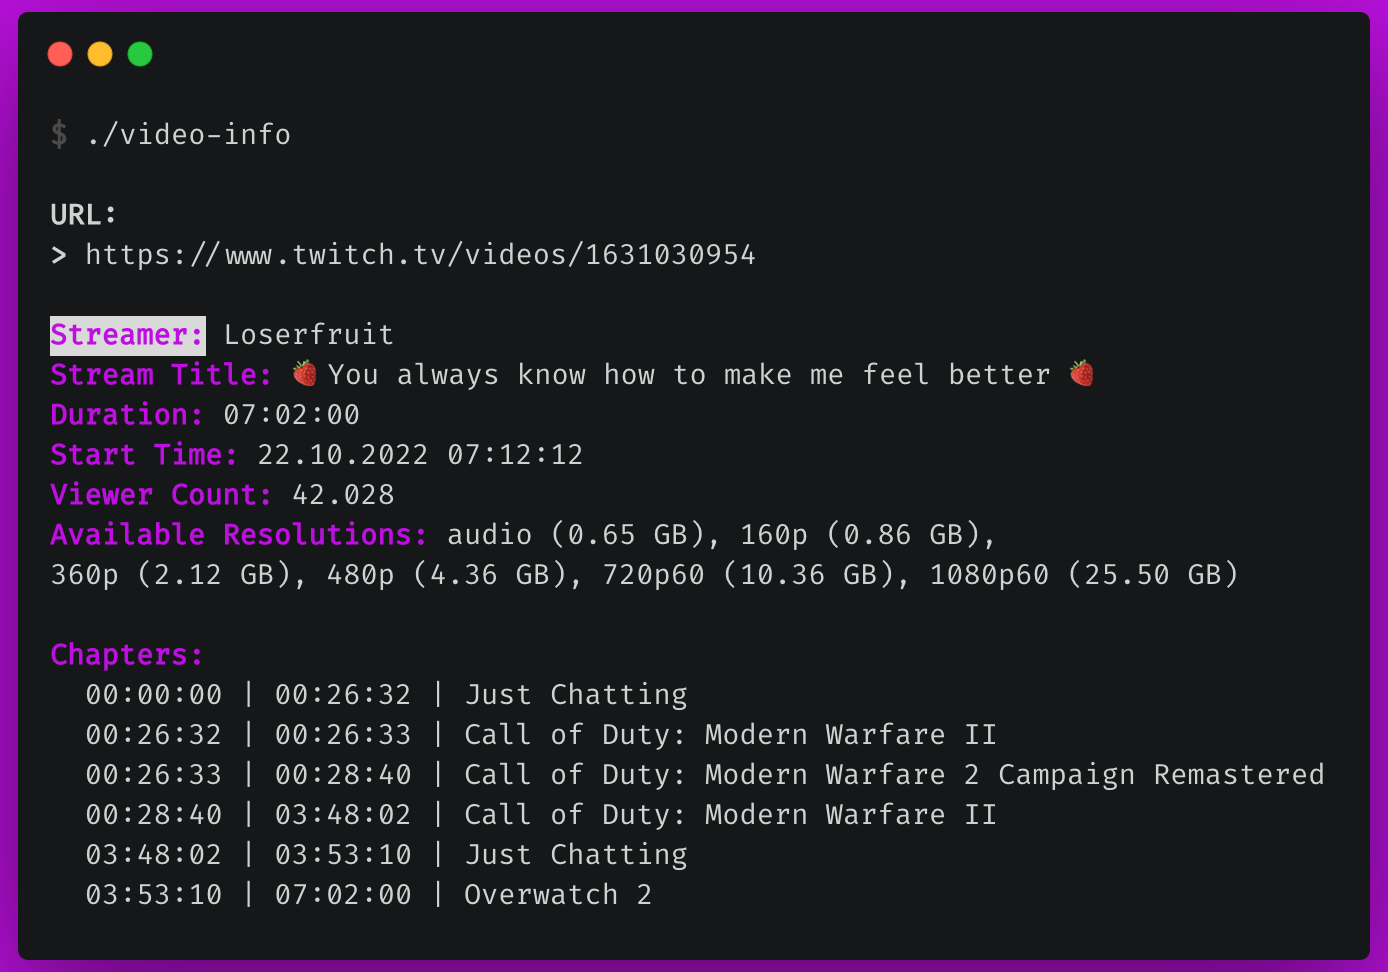 $ ./video-info
URL:
> https://www.twitch.tv/videos/1631030954
Streamer: Loserfruit
Stream Title: 🍓 You always know how to make me feel better 🍓
Duration: 07:02:00
Start Time: 22.10.2022 07:12:12
Viewer Count: 42.028
Available Resolutions: audio (0.65 GB), 160p (0.86 GB),
360p (2.12 GB), 480p (4.36 GB), 720p60 (10.36 GB), 1080p60 (25.50 GB)
Chapters:
00:00:00 | 00:26:32 | Just Chatting
00:26:32 | 00:26:33 | Call of Duty: Modern Warfare II
00:26:33 | 00:28:40 | Call of Duty: Modern Warfare 2 Campaign Remastered
00:28:40 | 03:48:02 | Call of Duty: Modern Warfare II
03:48:02 | 03:53:10 | Just Chatting
03:53:10 | 07:02:00 | Overwatch 2